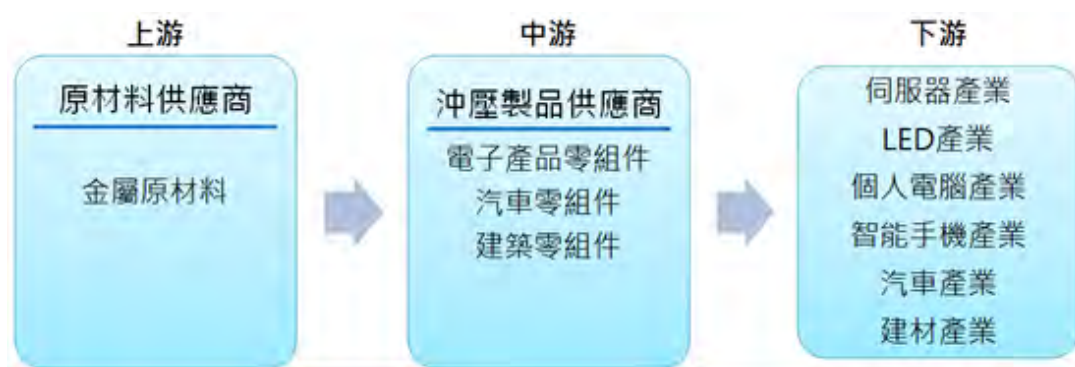 上游
原材料供應商
金屬原材料
中游
沖壓製品供應商
電子產品零組件
汽車零組件
建築零組件
下游
伺服器產業
LED產業
個人電腦產業
智能手機產業
汽車產業
建材產業